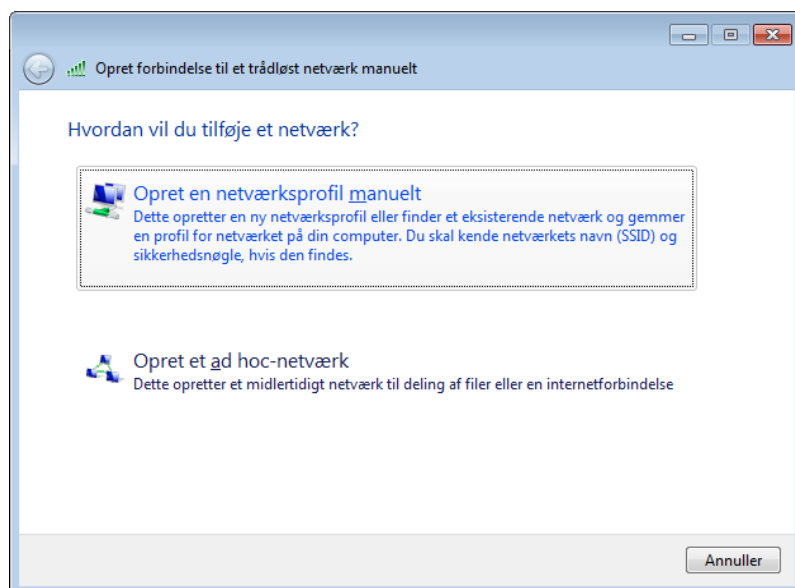 Opret forbindelse til et trådløst netværk manuelt
Hvordan vil du tilføje et netværk?
Opret en netværksprofil manuelt
Dette opretter en ny netværksprofil eller finder et eksisterende netværk og gemmer
en profil for netværket på din computer. Du skal kende netværkets navn (SSID) og
sikkerhedsnøgle, hvis den findes.
Opret et ad hoc-netværk
Dette opretter et midlertidigt netværk til deling af filer eller en internetforbindelse
Annuller